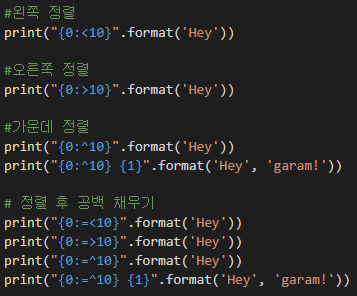 #왼쪽 정렬
print("{0:<10}".format('Hey'))
#오른쪽 정렬
print("{0:>10}".format('Hey'))
#가운데 정렬
print("{0:^10}".format('Hey'))
print("{0:^10} {1}".format('Hey', 'garam!'))
# 정렬 후 공백 채우기
print("{0:=<10}".format('Hey'))
print("{0:=>10}".format('Hey'))
print("{0:=^10}".format('Hey'))
print("{0:=^10} {1}".format('Hey', 'garam!'))